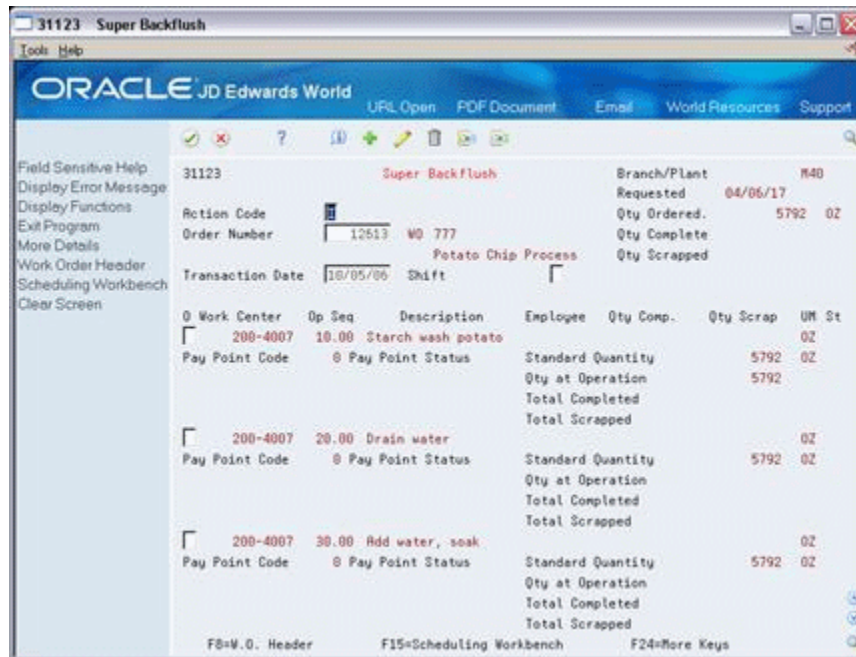 31123 Super Backflush
Tools Help
ORACLE JD Edwards World
URL Open PDF Document Email World Resources Support
Field Sensitive Help
Display Error Message
Display Functions
Exit Program
More Details
Work Order Header
Scheduling Workbench
Clear Screen
31123 Super Backflush Branch/Plant M40
Requested 04/06/17
Action Code I Qty Ordered. 5792 OZ
Order Number 12613 WO 777 Qty Complete
Potato Chip Process Qty Scrapped
Transaction Date 10/05/06 Shift
O Work Center Op Seq Description Employee Qty Comp. Qty Scrap UM St
200-4007 10.00 Starch wash potato OZ
Pay Point Code 0 Pay Point Status Standard Quantity 5792 OZ
Qty at Operation 5792
Total Completed
Total Scrapped
200-4007 20.00 Drain water OZ
Pay Point Code 0 Pay Point Status Standard Quantity 5792 OZ
Qty at Operation
Total Completed
Total Scrapped
200-4007 30.00 Add water, soak OZ
Pay Point Code 0 Pay Point Status Standard Quantity 5792 OZ
Qty at Operation
Total Completed
Total Scrapped
F8=W.O. Header F15=Scheduling Workbench F24=More Keys